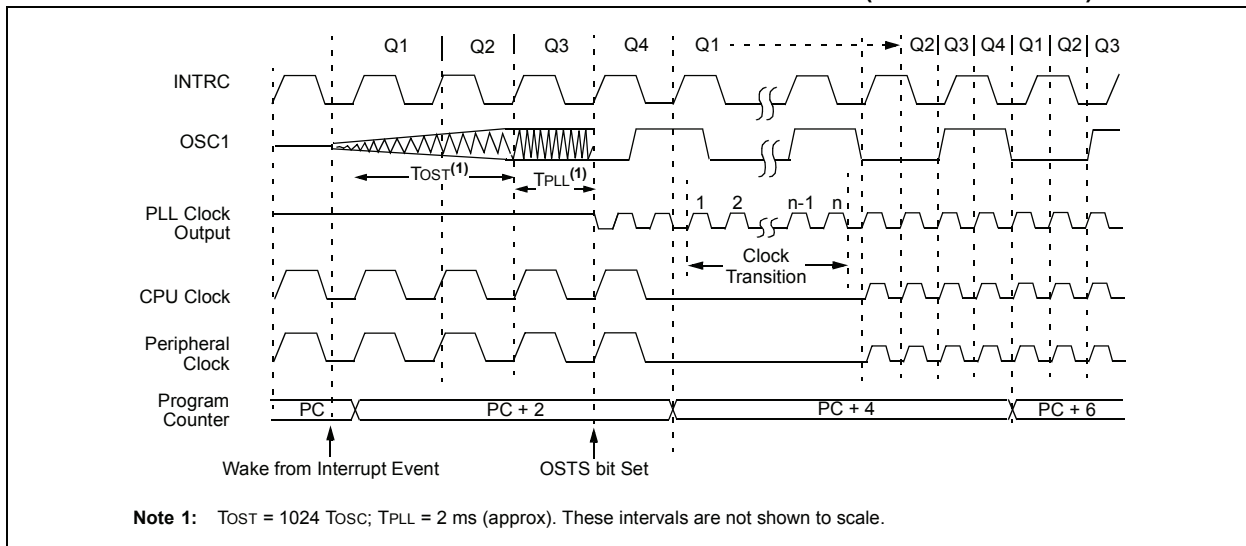 Q1 Q2 Q3 Q4 Q1 Q2 Q3 Q4 Q1 Q2 Q3
INTRC
OSC1
TOST(1) TPLL(1)
1 2 n-1 n
PLL Clock
Output
Clock
Transition
CPU Clock
Peripheral
Clock
Program
Counter
PC PC + 2 PC + 4 PC + 6
Wake from Interrupt Event OSTS bit Set
Note 1: TOST = 1024 TOSC; TPLL = 2 ms (approx). These intervals are not shown to scale.